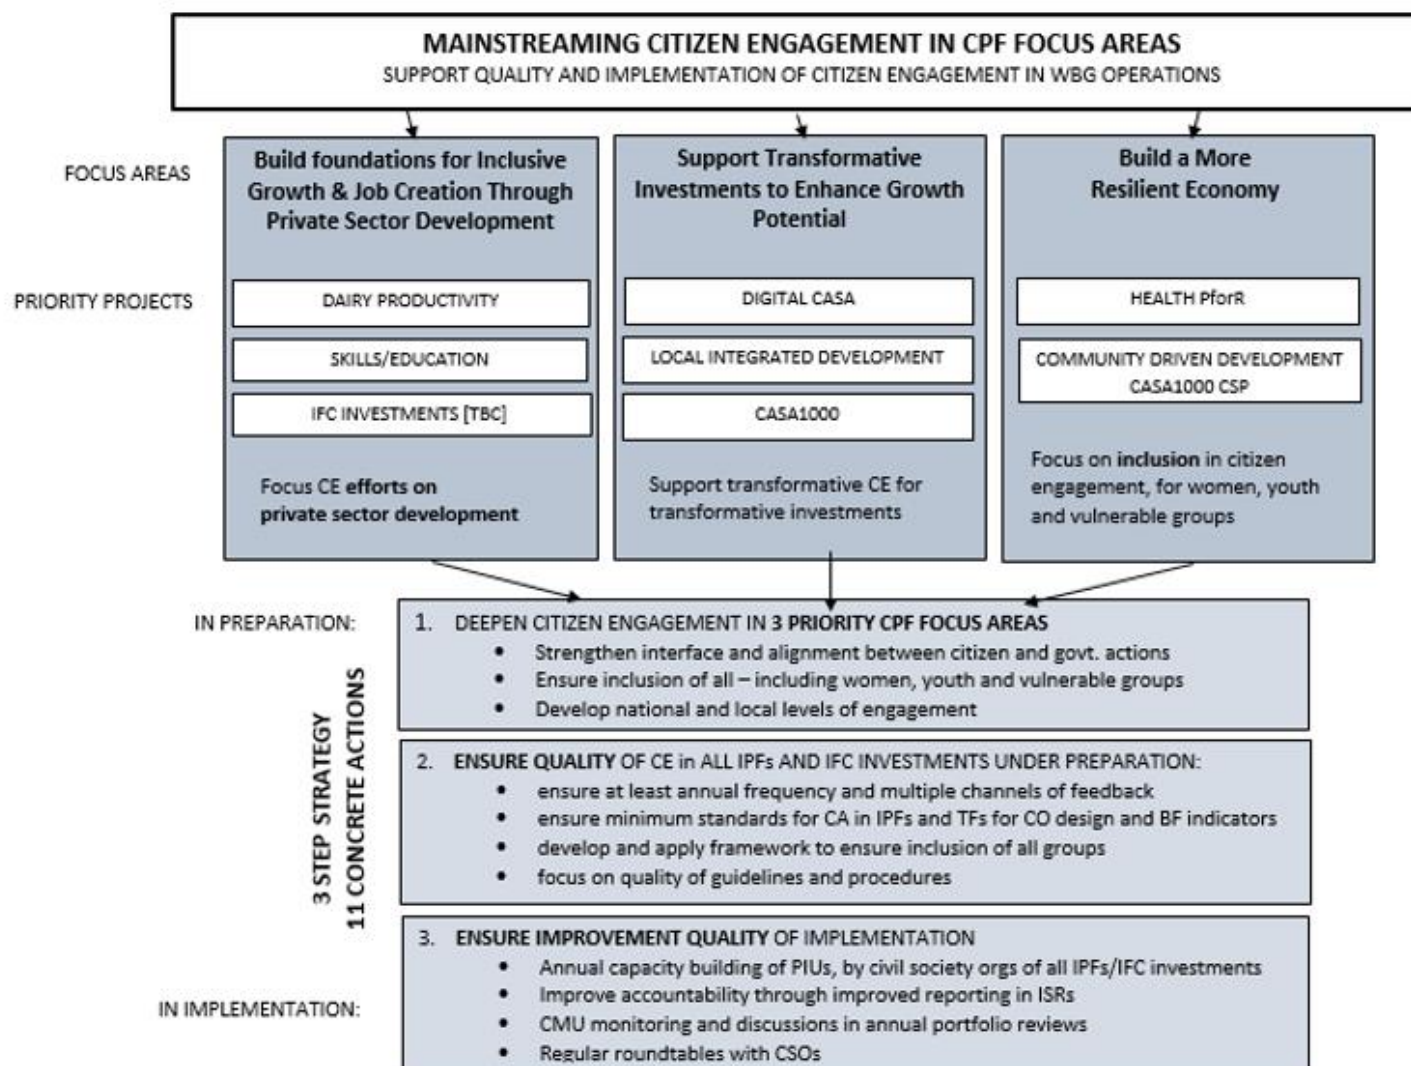 MAINSTREAMING CITIZEN ENGAGEMENT IN CPF FOCUS AREAS
SUPPORT QUALITY AND IMPLEMENTATION OF CITIZEN ENGAGEMENT IN WBG OPERATIONS
FOCUS AREAS
Build foundations for Inclusive
Growth & Job Creation Through
Private Sector Development
Support Transformative
Investments to Enhance Growth
Potential
Build a More
Resilient Economy
PRIORITY PROJECTS
DAIRY PRODUCTIVITY
SKILLS/EDUCATION
IFC INVESTMENTS [TBC]
Focus CE efforts on
private sector development
DIGITAL CASA
LOCAL INTEGRATED DEVELOPMENT
CASA1000
Support transformative CE for
transformative investments
HEALTH PforR
COMMUNITY DRIVEN DEVELOPMENT
CASA1000 CSP
Focus on inclusion in citizen
engagement, for women, youth
and vulnerable groups
IN PREPARATION:
3 STEP STRATEGY
11 CONCRETE ACTIONS
1. DEEPEN CITIZEN ENGAGEMENT IN 3 PRIORITY CPF FOCUS AREAS
• Strengthen interface and alignment between citizen and govt. actions
• Ensure inclusion of all – including women, youth and vulnerable groups
• Develop national and local levels of engagement
2. ENSURE QUALITY OF CE in ALL IPFs AND IFC INVESTMENTS UNDER PREPARATION:
• ensure at least annual frequency and multiple channels of feedback
• ensure minimum standards for CA in IPFs and TFs for CO design and BF indicators
• develop and apply framework to ensure inclusion of all groups
• focus on quality of guidelines and procedures
IN IMPLEMENTATION:
3. ENSURE IMPROVEMENT QUALITY OF IMPLEMENTATION
• Annual capacity building of PIUs, by civil society orgs of all IPFs/IFC investments
• Improve accountability through improved reporting in ISRs
• CMU monitoring and discussions in annual portfolio reviews
• Regular roundtables with CSOs